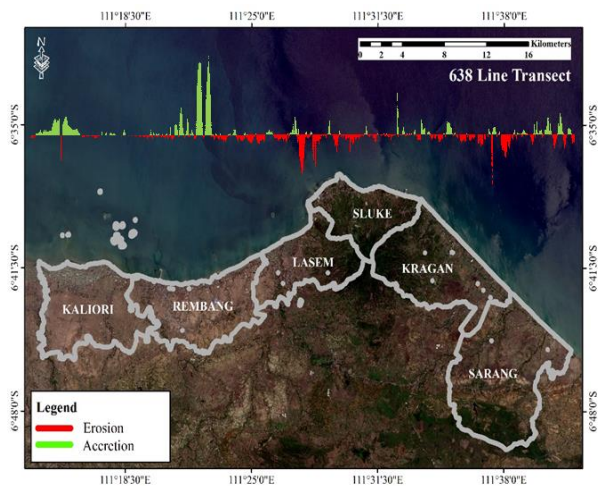 111°18'30"E 111°25'0"E 111°31'30"E 111°38'0"E
N
Kilometers
0 2 4 8 12 16
638 Line Transect
6°35'0"S 6°35'0"S
SLUKE
6°41'30"S LASEM KRAGAN 6°41'30"S
KALIORI REMBANG
SARANG
Legend
Erosion
Accretion
6°48'0"S 6°48'0"S
111°18'30"E 111°25'0"E 111°31'30"E 111°38'0"E